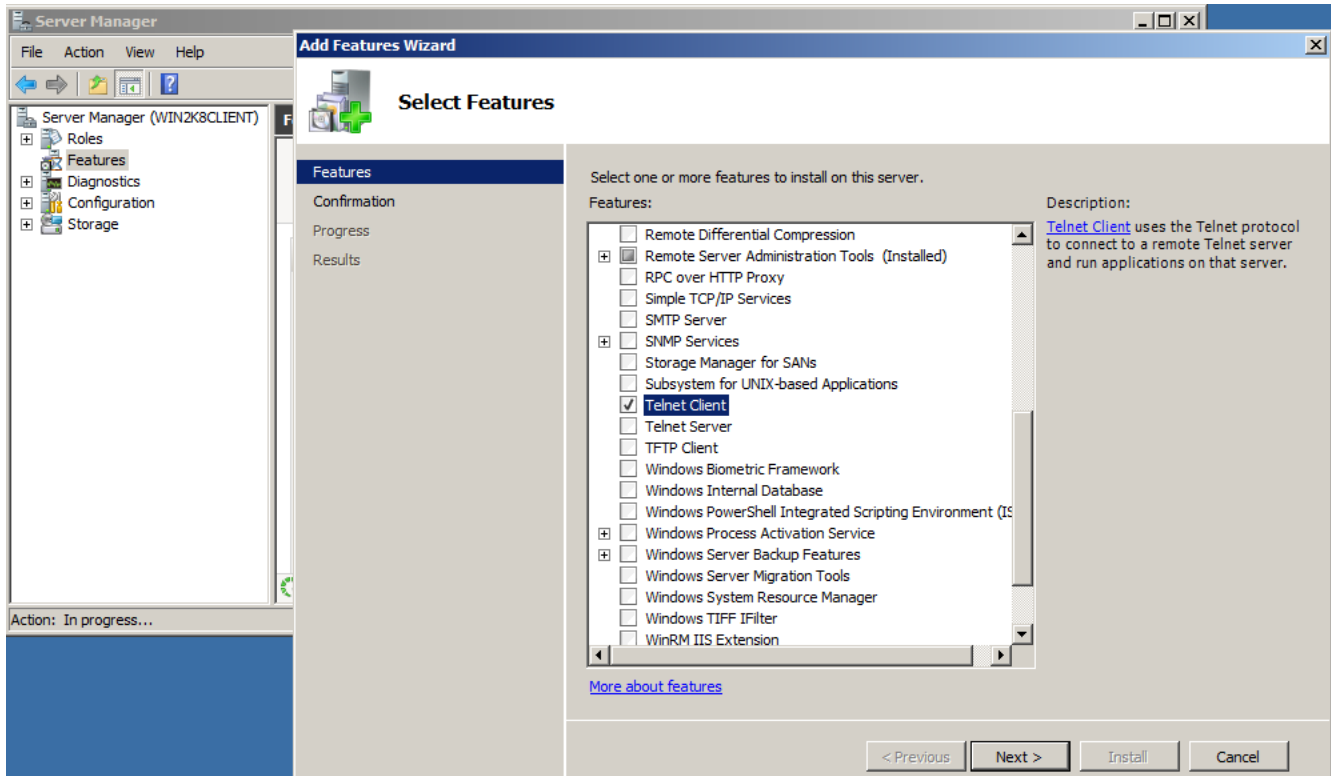 Server Manager
File Action View Help
Server Manager (WIN2K8CLIENT)
Roles
Features
Diagnostics
Configuration
Storage
Action: In progress...
Add Features Wizard
Select Features
Features
Confirmation
Progress
Results
Select one or more features to install on this server.
Features:
Remote Differential Compression
Remote Server Administration Tools (Installed)
RPC over HTTP Proxy
Simple TCP/IP Services
SMTP Server
SNMP Services
Storage Manager for SANs
Subsystem for UNIX-based Applications
Telnet Client
Telnet Server
TFTP Client
Windows Biometric Framework
Windows Internal Database
Windows PowerShell Integrated Scripting Environment (IS
Windows Process Activation Service
Windows Server Backup Features
Windows Server Migration Tools
Windows System Resource Manager
Windows TIFF IFilter
WinRM IIS Extension
More about features
Description:
Telnet Client uses the Telnet protocol
to connect to a remote Telnet server
and run applications on that server.
< Previous Next > Install Cancel